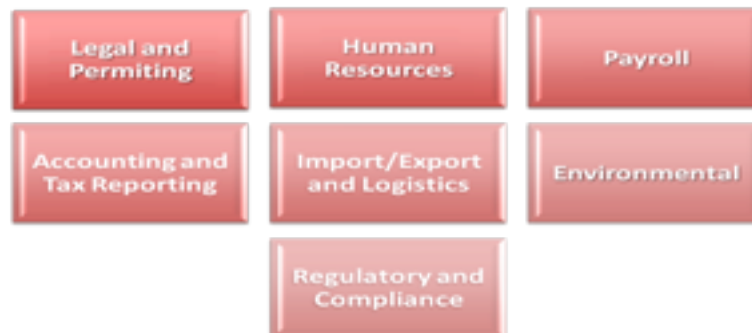 Legal and
Permiting
Human
Resources
Payroll
Accounting and
Tax Reporting
Import/Export
and Logistics
Environmental
Regulatory and
Compliance